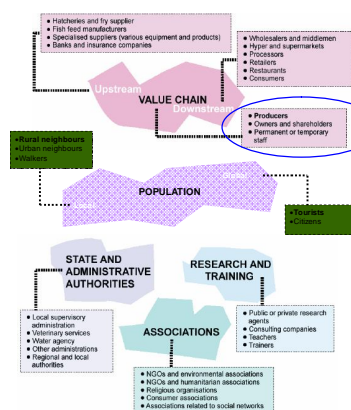 • Hatcheries and fry supplier
• Fish feed manufacturers
• Specialised suppliers (various equipment and products)
• Banks and insurance companies
• Wholesalers and middlemen
• Hyper and supermarkets
• Processors
• Retailers
• Restaurants
• Consumers
Upstream
VALUE CHAIN
Downstream
• Producers
• Owners and shareholders
• Permanent or temporary
staff
• Rural neighbours
• Urban neighbours
• Walkers
Global
POPULATION
Local
• Tourists
• Citizens
STATE AND
ADMINISTRATIVE
AUTHORITIES
RESEARCH AND
TRAINING
• Local supervisory
administration
• Veterinary services
• Water agency
• Other administrations
• Regional and local
authorities
• Public or private research
agents
• Consulting companies
• Teachers
• Trainers
ASSOCIATIONS
• NGOs and environmental associations
• NGOs and humanitarian associations
• Religious organisations
• Consumer associations
• Associations related to social networks